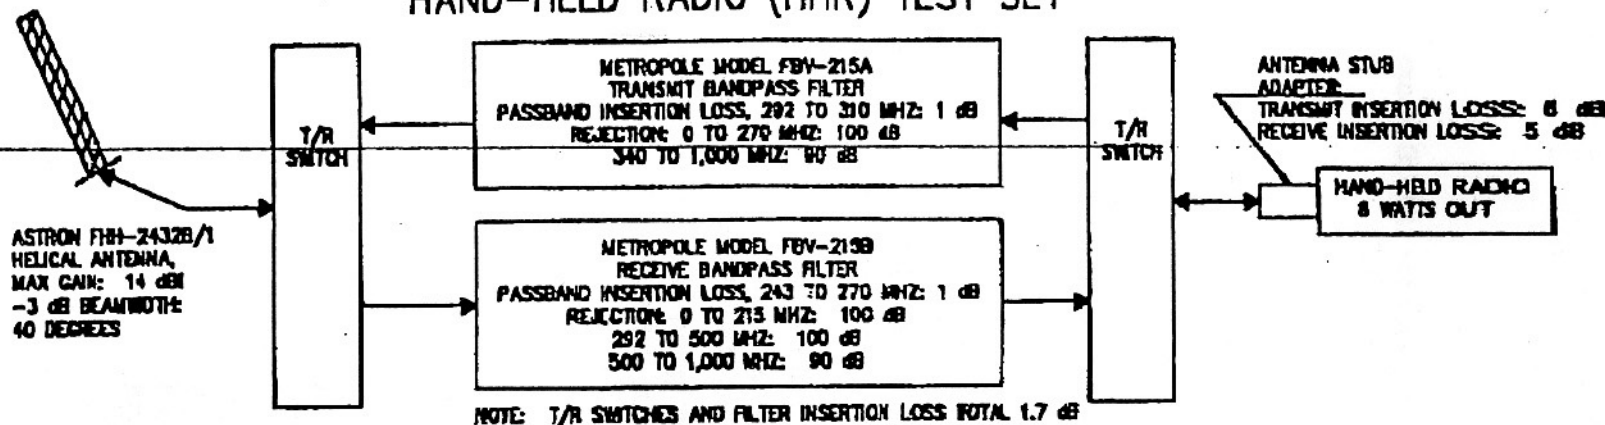 HAND-HELD RADIO (HHR) TEST SET
METROPOLE MODEL FBV-215A
TRANSMIT BANDPASS FILTER
PASSBAND INSERTION LOSS, 292 TO 310 MHZ: 1 dB
REJECTION: 0 TO 270 MHZ: 100 dB
340 TO 1,000 MHZ: 90 dB
T/R
SWITCH
T/R
SWITCH
ANTENNA STUB
ADAPTER:
TRANSMIT INSERTION LOSS: 6 dB
RECEIVE INSERTION LOSS: 5 dB
HAND-HELD RADIO
8 WATTS OUT
ASTRON FHH-2432B/1
HELICAL ANTENNA,
MAX GAIN: 14 dBI
-3 dB BEAMWIDTH:
40 DEGREES
METROPOLE MODEL FBV-215B
RECEIVE BANDPASS FILTER
PASSBAND INSERTION LOSS, 243 TO 270 MHZ: 1 dB
REJECTION: 0 TO 215 MHZ: 100 dB
292 TO 500 MHZ: 100 dB
500 TO 1,000 MHZ: 90 dB
NOTE: T/R SWITCHES AND FILTER INSERTION LOSS TOTAL 1.7 dB